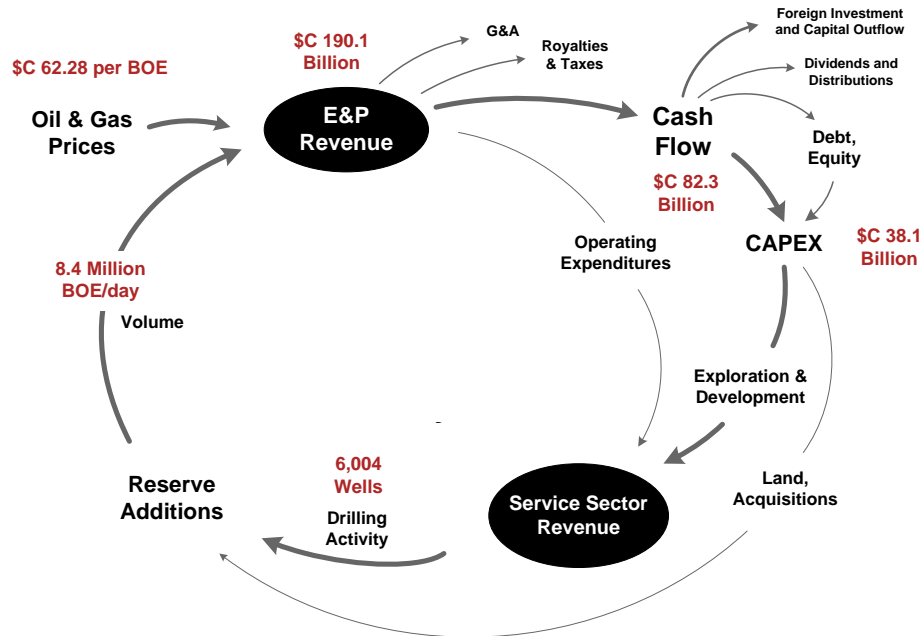 Foreign Investment
and Capital Outflow
$C 190.1
Billion
G&A
Royalties
& Taxes
$C 62.28 per BOE
Dividends and
Distributions
Oil & Gas
Prices
E&P
Revenue
Cash
Flow
Debt,
Equity
$C 82.3
Billion
CAPEX
$C 38.1
Billion
Operating
Expenditures
8.4 Million
BOE/day
Volume
Exploration &
Development
6,004
Wells
Reserve
Additions
Drilling
Activity
Service Sector
Revenue
Land,
Acquisitions